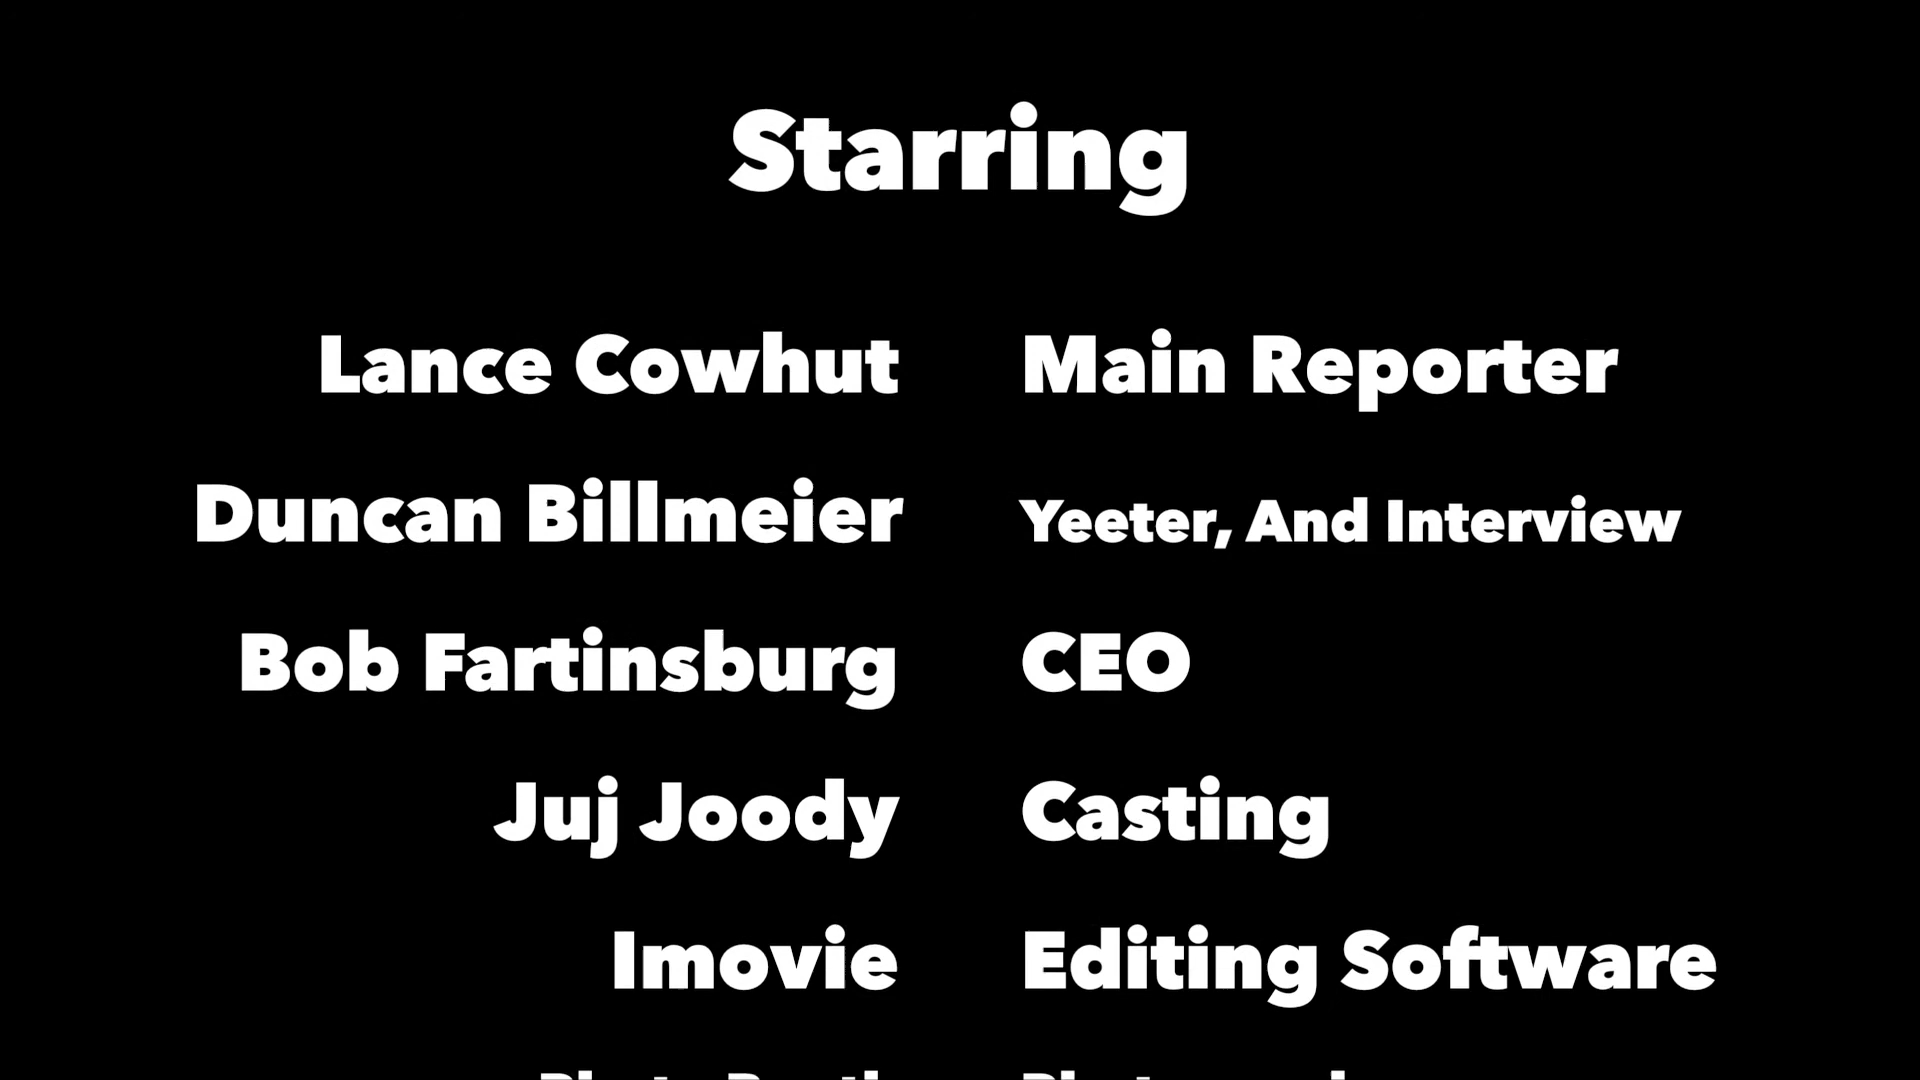 Starring
Lance Cowhut Main Reporter
Duncan Billmeier Yeeter, And Interview
Bob Fartinsburg CEO
Juj Joody Casting
Imovie Editing Software